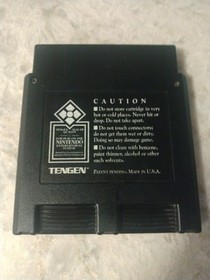 CAUTION
■ Do not store cartridge in very
hot or cold places. Never hit or
drop. Do not take apart.
■ Do not touch connectors;
do not get them wet or dirty.
Doing so may damage game.
■ Do not clean with benzene,
paint thinner, alcohol or other
such solvents.
NINTENDO
TENGEN
PATENT PENDING. MADE IN U.S.A.